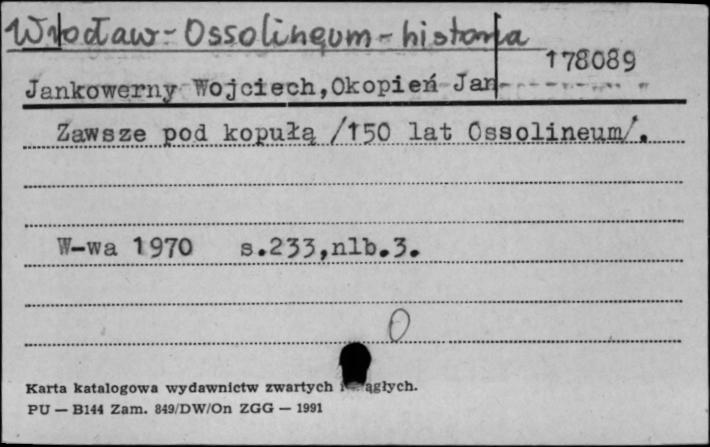 Wrocław - Ossolineum - historia
178089
Jankowerny Wojciech,Okopień Jan
Zawsze pod kopułą /150 lat Ossolineum/.
W-wa 1970 s.233,nlb.3.
0
Karta katalogowa wydawnictw zwartych i ciągłych.
PU — B144 Zam. 849/DW/On ZGG — 1991